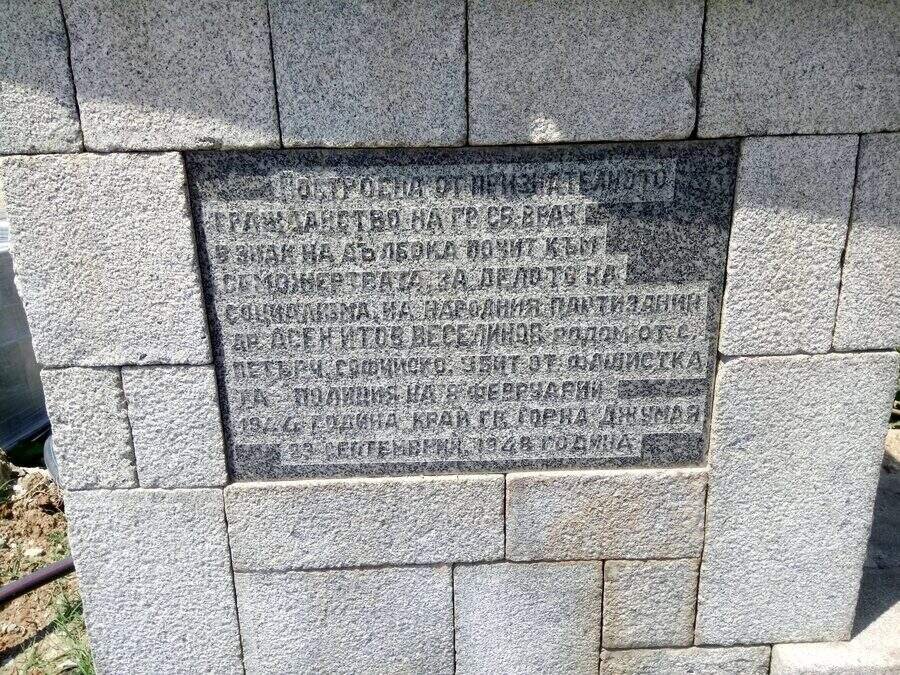 ПОСТРОЕНА ОТ ПРИЗНАТЕЛНОТО
ГРАЖДАНСТВО НА ГР. СВ. ВРАЧ
В ЗНАК НА ДЪЛБОКА ПОЧИТ КЪМ
СЕМОЖЕРТВАТА ЗА ДЕЛОТО НА
СОЦИАЛИЗМА, НА НАРОДНИЯ ПАРТИЗАНИН
АСЕН ИТОВ ВЕСЕЛИНОВ, РОДОМ ОТ С.
ПЕТЪРЧ, СОФИЙСКО, УБИТ ОТ ФАШИСТКА
ТА ПОЛИЦИЯ НА 8 ФЕВРУАРИИ
1944 ГОДИНА КРАЙ ГР. ГОРНА ДЖУМАЯ
23 СЕПТЕМВРИЙ, 1948 ГОДИНА